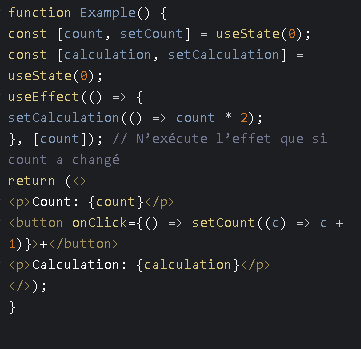 function Example() {
const [count, setCount] = useState(0);
const [calculation, setCalculation] =
useState(0);
useEffect(() => {
setCalculation(() => count * 2);
}, [count]); // N’exécute l’effet que si
count a changé
return (<>
<p>Count: {count}</p>
<button onClick={() => setCount((c) => c +
1)}>+</button>
<p>Calculation: {calculation}</p>
</>);
}